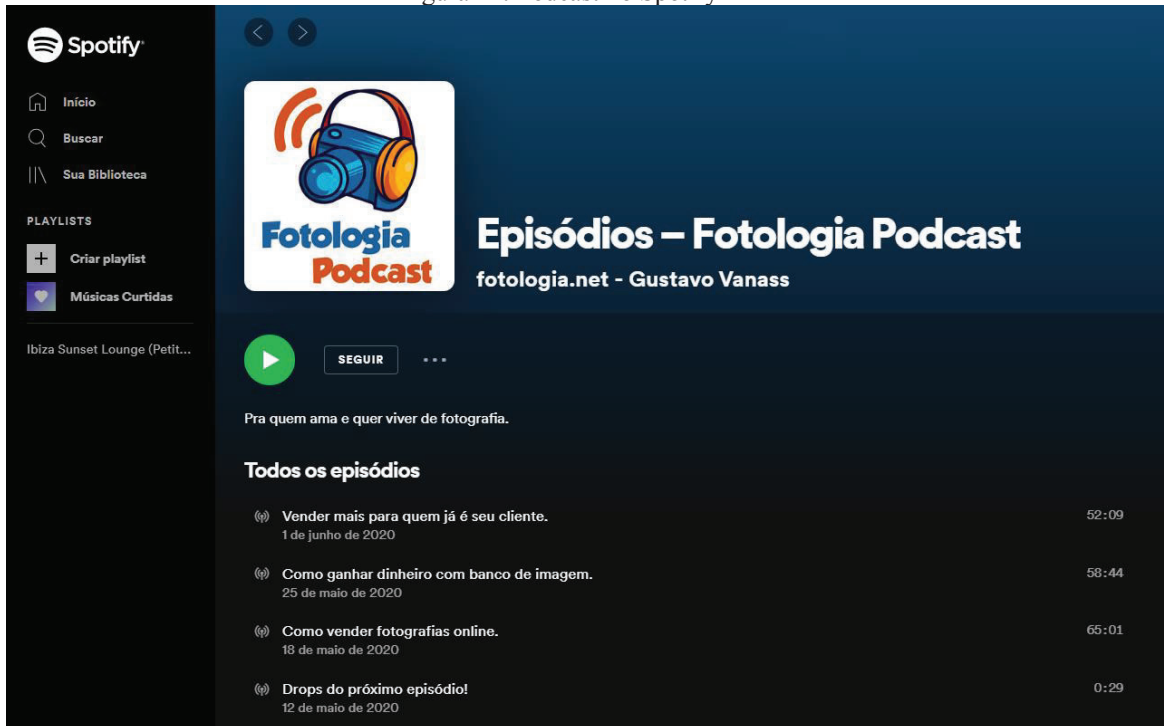 Spotify
Início
Buscar
Sua Biblioteca
PLAYLISTS
Criar playlist
Músicas Curtidas
Ibiza Sunset Lounge (Petit...
Fotologia
Podcast
Episódios – Fotologia Podcast
fotologia.net - Gustavo Vanass
SEGUIR
Pra quem ama e quer viver de fotografia.
Todos os episódios
Vender mais para quem já é seu cliente. 52:09
1 de junho de 2020
Como ganhar dinheiro com banco de imagem. 58:44
25 de maio de 2020
Como vender fotografias online. 65:01
18 de maio de 2020
Drops do próximo episódio! 0:29
12 de maio de 2020